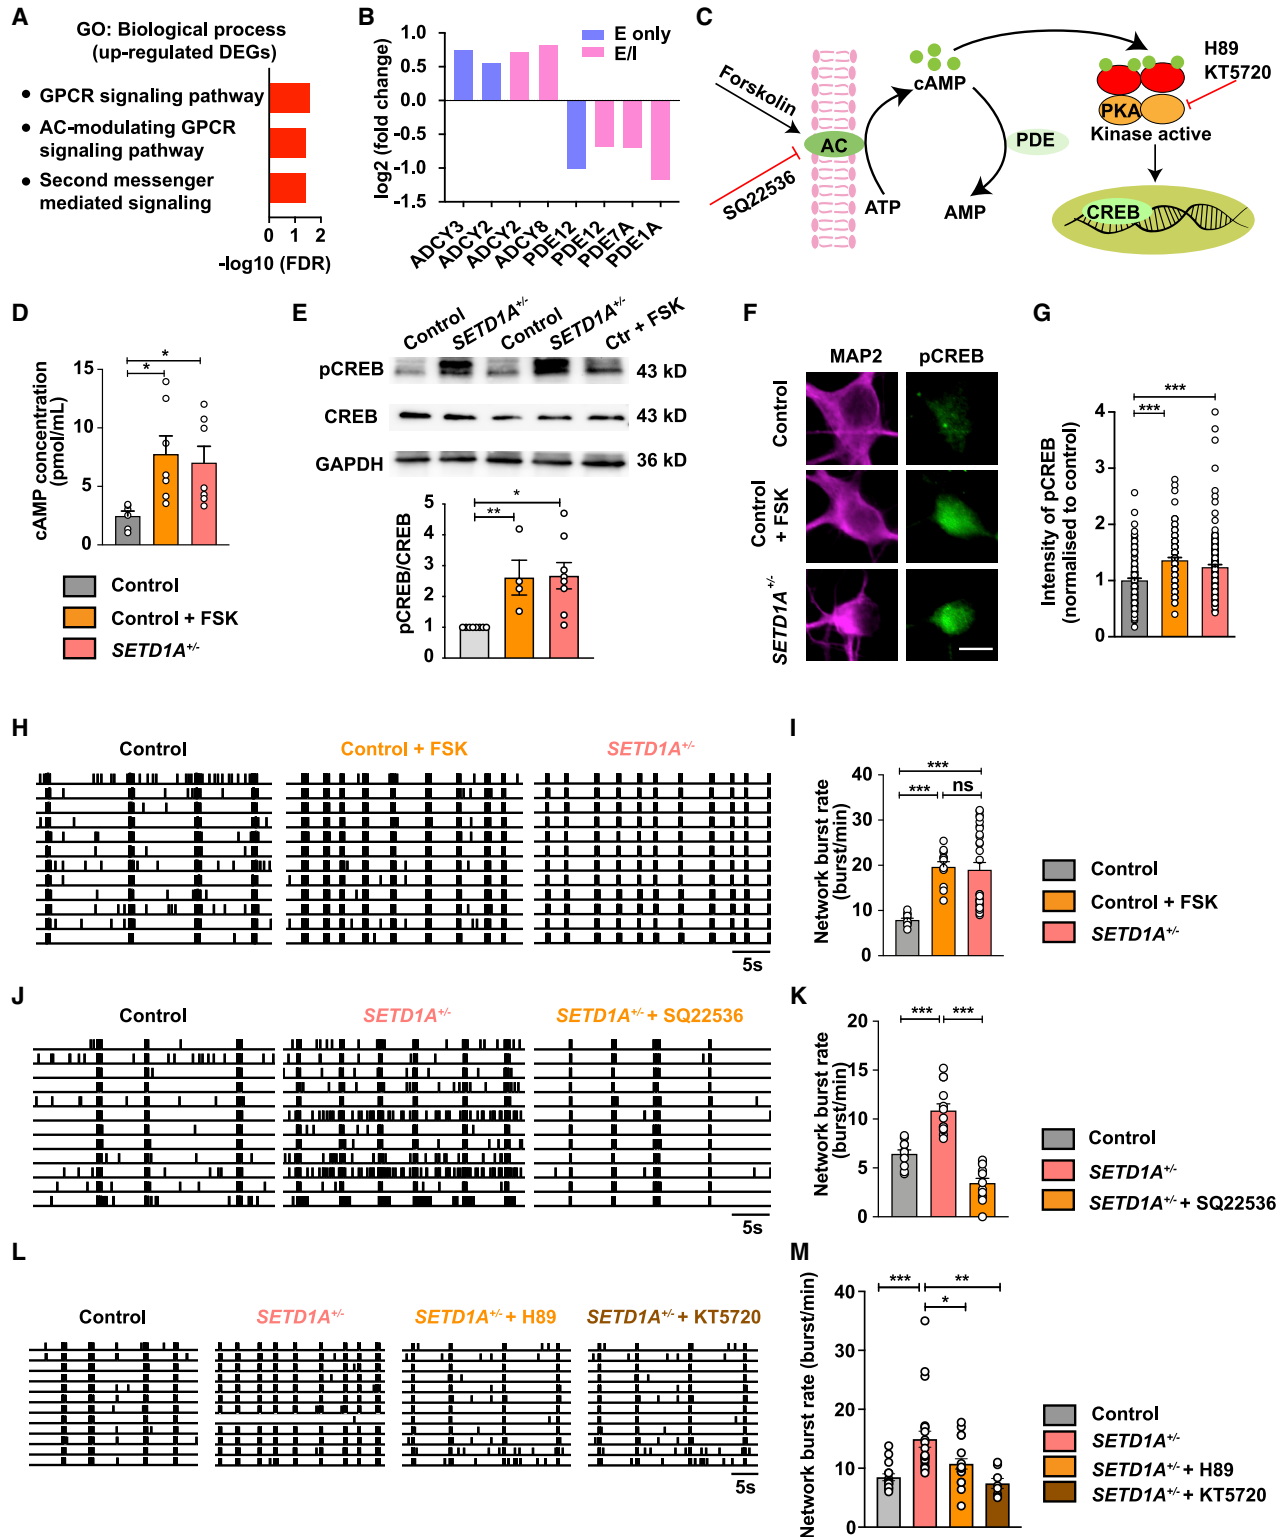 A
GO: Biological process
(up-regulated DEGs)
GPCR signaling pathway
AC-modulating GPCR
signaling pathway
Second messenger
mediated signaling
0 1 2
-log10 (FDR)
B
log2 (fold change)
1.0
0.5
0.0
-0.5
-1.0
-1.5
E only
E/I
ADCY3
ADCY2
ADCY2
ADCY8
PDE12
PDE12
PDE7A
PDE1A
C
Forskolin
SQ22536
AC
cAMP
ATP
AMP
PDE
H89
KT5720
PKA
Kinase active
CREB
D
cAMP concentration
(pmol/mL)
15
10
5
0
*
*
Control
Control + FSK
SETD1A+/-
E
Control
SETD1A+/-
Control
SETD1A+/-
Ctr + FSK
pCREB 43 kD
CREB 43 kD
GAPDH 36 kD
pCREB/CREB
5
4
3
2
1
*
**
F
MAP2 pCREB
Control
Control
+ FSK
SETD1A+/-
G
Intensity of pCREB
(normalised to control)
4
3
2
1
0
***
***
H
Control
Control + FSK
SETD1A+/-
5s
I
Network burst rate
(burst/min)
40
30
20
10
0
***
*** ns
Control
Control + FSK
SETD1A+/-
J
Control
SETD1A+/-
SETD1A+/- + SQ22536
5s
K
Network burst rate
(burst/min)
20
15
10
5
0
*** ***
Control
SETD1A+/-
SETD1A+/- + SQ22536
L
Control
SETD1A+/-
SETD1A+/- + H89
SETD1A+/- + KT5720
5s
M
Network burst rate (burst/min)
40
30
20
10
0
*** **
*
Control
SETD1A+/-
SETD1A+/- + H89
SETD1A+/- + KT5720